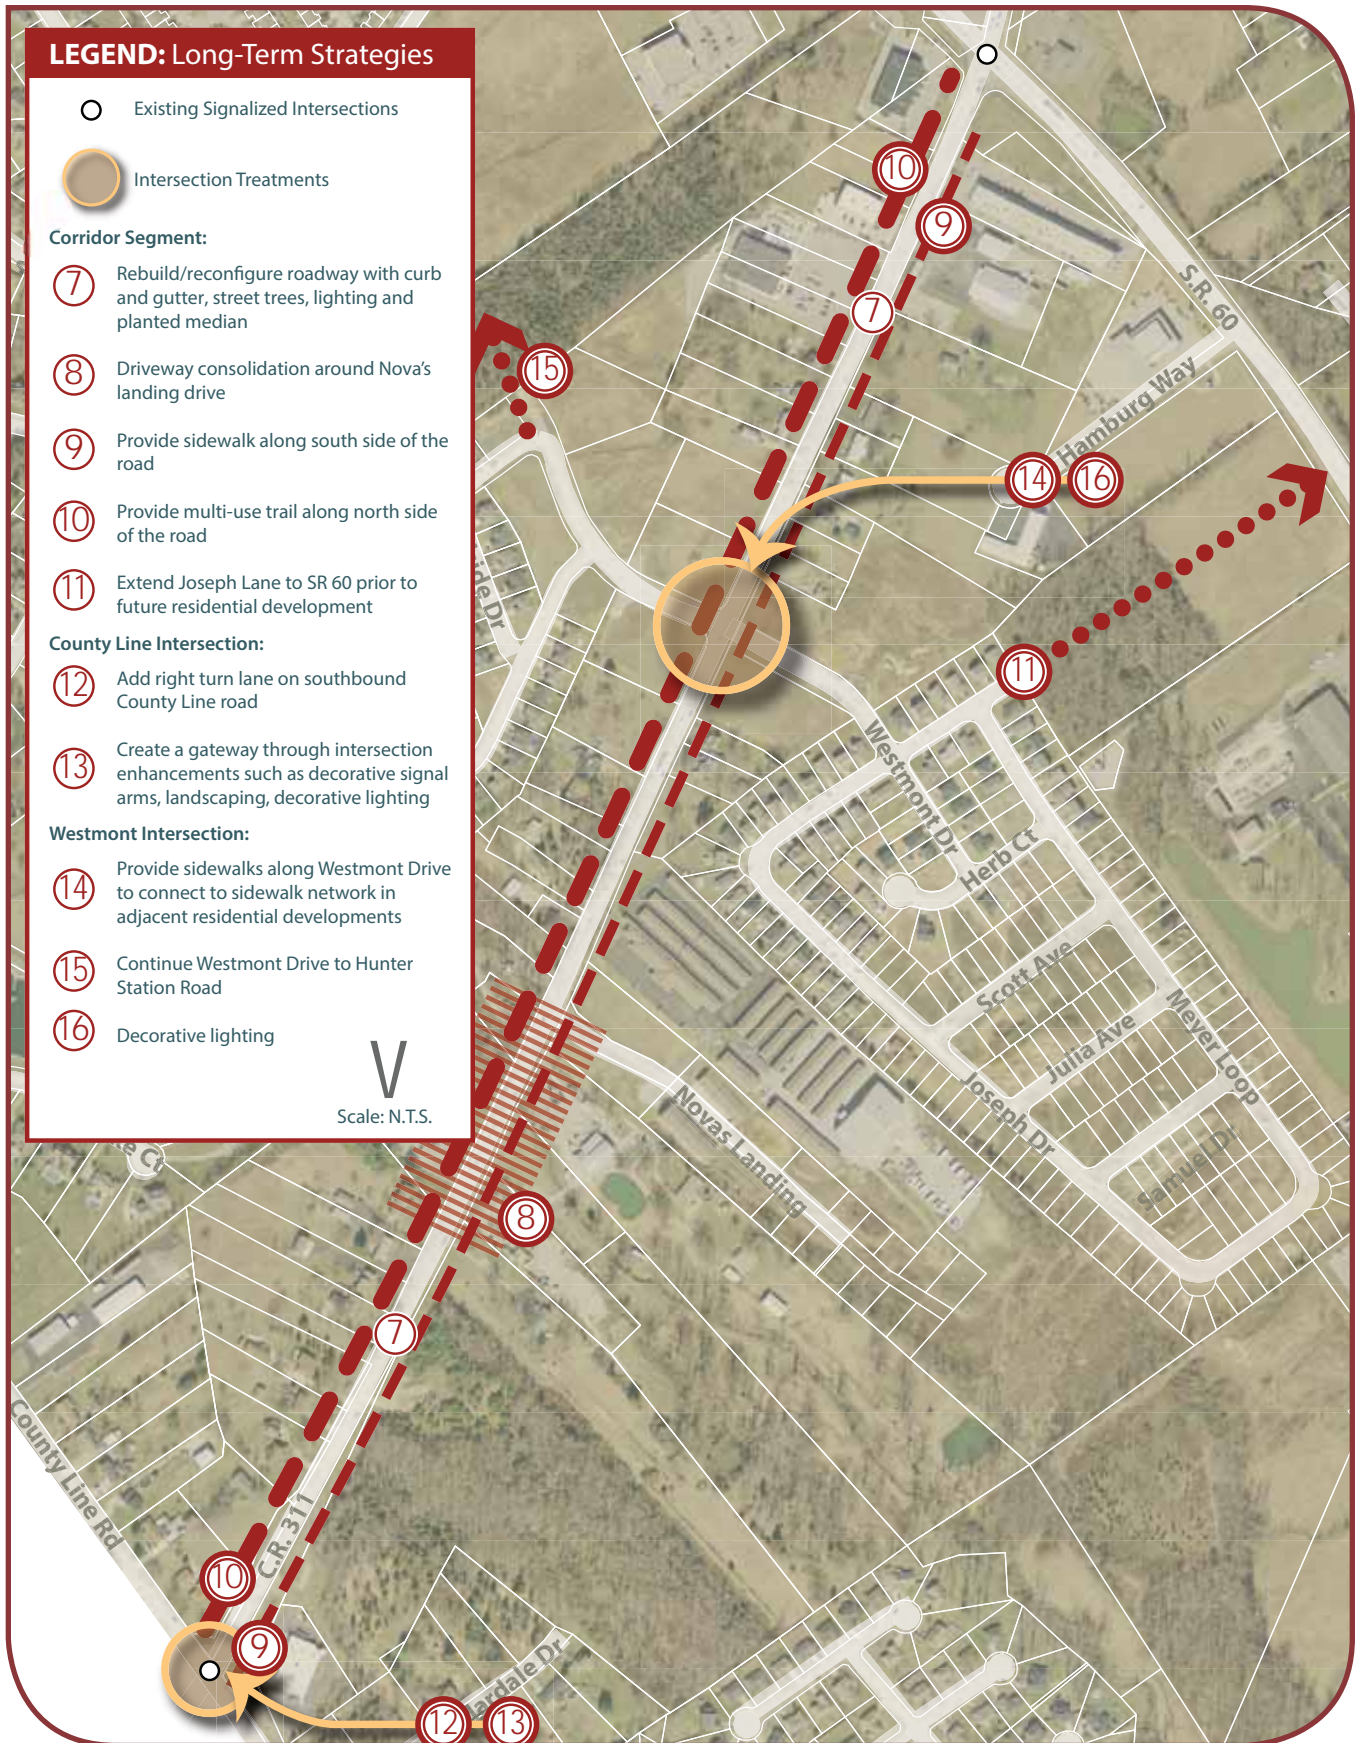 LEGEND: Long-Term Strategies
Existing Signalized Intersections
Intersection Treatments
Corridor Segment:
7
Rebuild/reconfigure roadway with curb
and gutter, street trees, lighting and
planted median
8
Driveway consolidation around Nova's
landing drive
9
Provide sidewalk along south side of the
road
10
Provide multi-use trail along north side
of the road
11
Extend Joseph Lane to SR 60 prior to
future residential development
County Line Intersection:
12
Add right turn lane on southbound
County Line road
13
Create a gateway through intersection
enhancements such as decorative signal
arms, landscaping, decorative lighting
Westmont Intersection:
14
Provide sidewalks along Westmont Drive
to connect to sidewalk network in
adjacent residential developments
15
Continue Westmont Drive to Hunter
Station Road
16
Decorative lighting
V
Scale: N.T.S.
10
9
7
S.R. 60
15
Hamburg Way
14
16
Dr
11
Westmont Dr
Herb Ct
Scott Ave
Meyer Loop
Julia Ave
Joseph Dr
Samuel Dr
Novas Landing
Ct
8
7
County Line Rd
C.R. 311
10
9
Dr
12
13